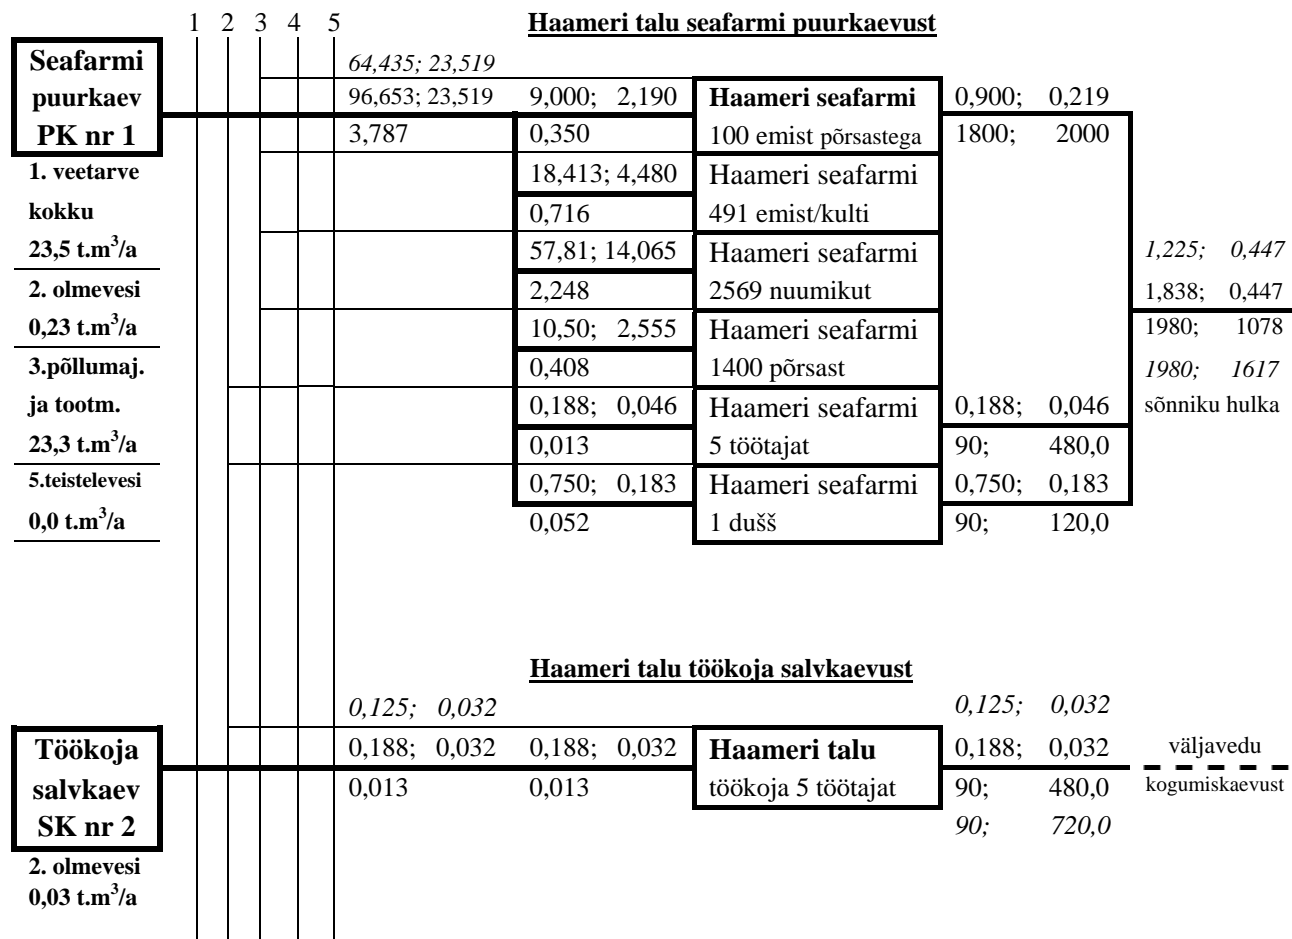 1 2 3 4 5 Haameri talu seafarmi puurkaevust
Seafarmi 64,435; 23,519
puurkaev 96,653; 23,519 9,000; 2,190 Haameri seafarmi 0,900; 0,219
PK nr 1 3,787 0,350 100 emist põrsastega 1800; 2000
1. veetarve 18,413; 4,480 Haameri seafarmi
kokku 0,716 491 emist/kulti
23,5 t.m³/a 57,81; 14,065 Haameri seafarmi 1,225; 0,447
2. olmevesi 2,248 2569 nuumikut 1,838; 0,447
0,23 t.m³/a 10,50; 2,555 Haameri seafarmi 1980; 1078
3.põllumaj. 0,408 1400 põrsast 1980; 1617
ja tootm. 0,188; 0,046 Haameri seafarmi 0,188; 0,046 sõnniku hulka
23,3 t.m³/a 0,013 5 töötajat 90; 480,0
5.teistelevesi 0,750; 0,183 Haameri seafarmi 0,750; 0,183
0,0 t.m³/a 0,052 1 dušš 90; 120,0
Haameri talu töökoja salvkaevust
0,125; 0,032 0,125; 0,032
Töökoja 0,188; 0,032 0,188; 0,032 Haameri talu 0,188; 0,032 väljavedu
salvkaev 0,013 0,013 töökoja 5 töötajat 90; 480,0 kogumiskaevust
SK nr 2 90; 720,0
2. olmevesi
0,03 t.m³/a